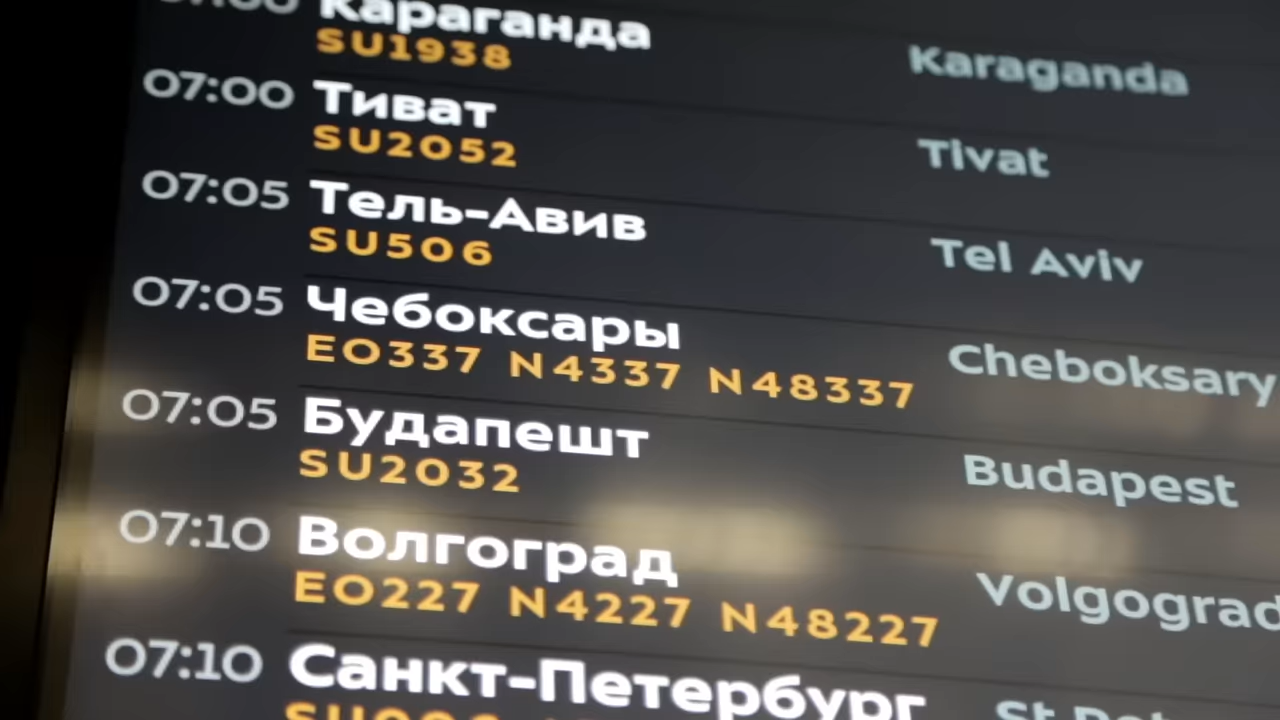 Караганда Karaganda
SU1938
07:00 Тиват Tivat
SU2052
07:05 Тель-Авив Tel Aviv
SU506
07:05 Чебоксары Cheboksary
EO337 N4337 N48337
07:05 Будапешт Budapest
SU2032
07:10 Волгоград Volgograd
EO227 N4227 N48227
07:10 Санкт-Петербург St